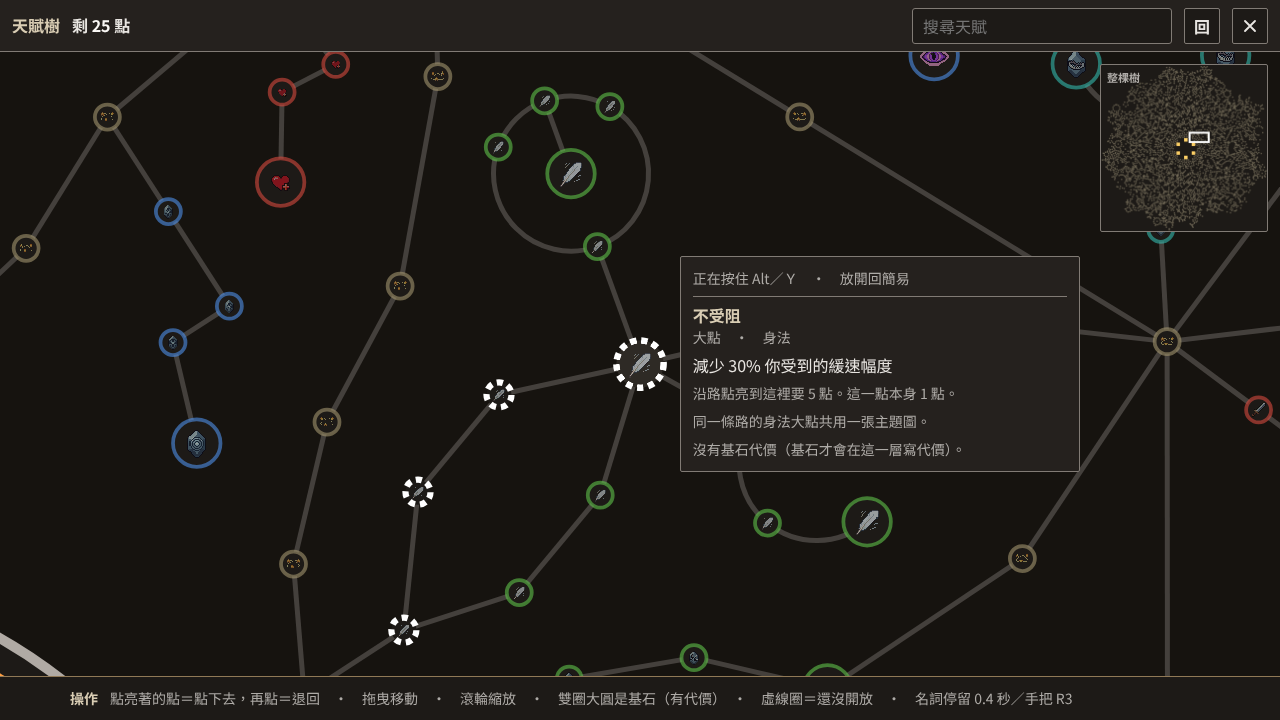 天賦樹 剩 25 點
搜尋天賦
回 ✕
整棵樹
正在按住 Alt／Y ・ 放開回簡易
不受阻
大點 ・ 身法
減少 30% 你受到的緩速幅度
沿路點亮到這裡要 5 點。這一點本身 1 點。
同一條路的身法大點共用一張主題圖。
沒有基石代價（基石才會在這一層寫代價）。
操作 點亮著的點＝點下去，再點＝退回 ・ 拖曳移動 ・ 滾輪縮放 ・ 雙圈大圓是基石（有代價） ・ 虛線圈＝還沒開放 ・ 名詞停留 0.4 秒／手把 R3